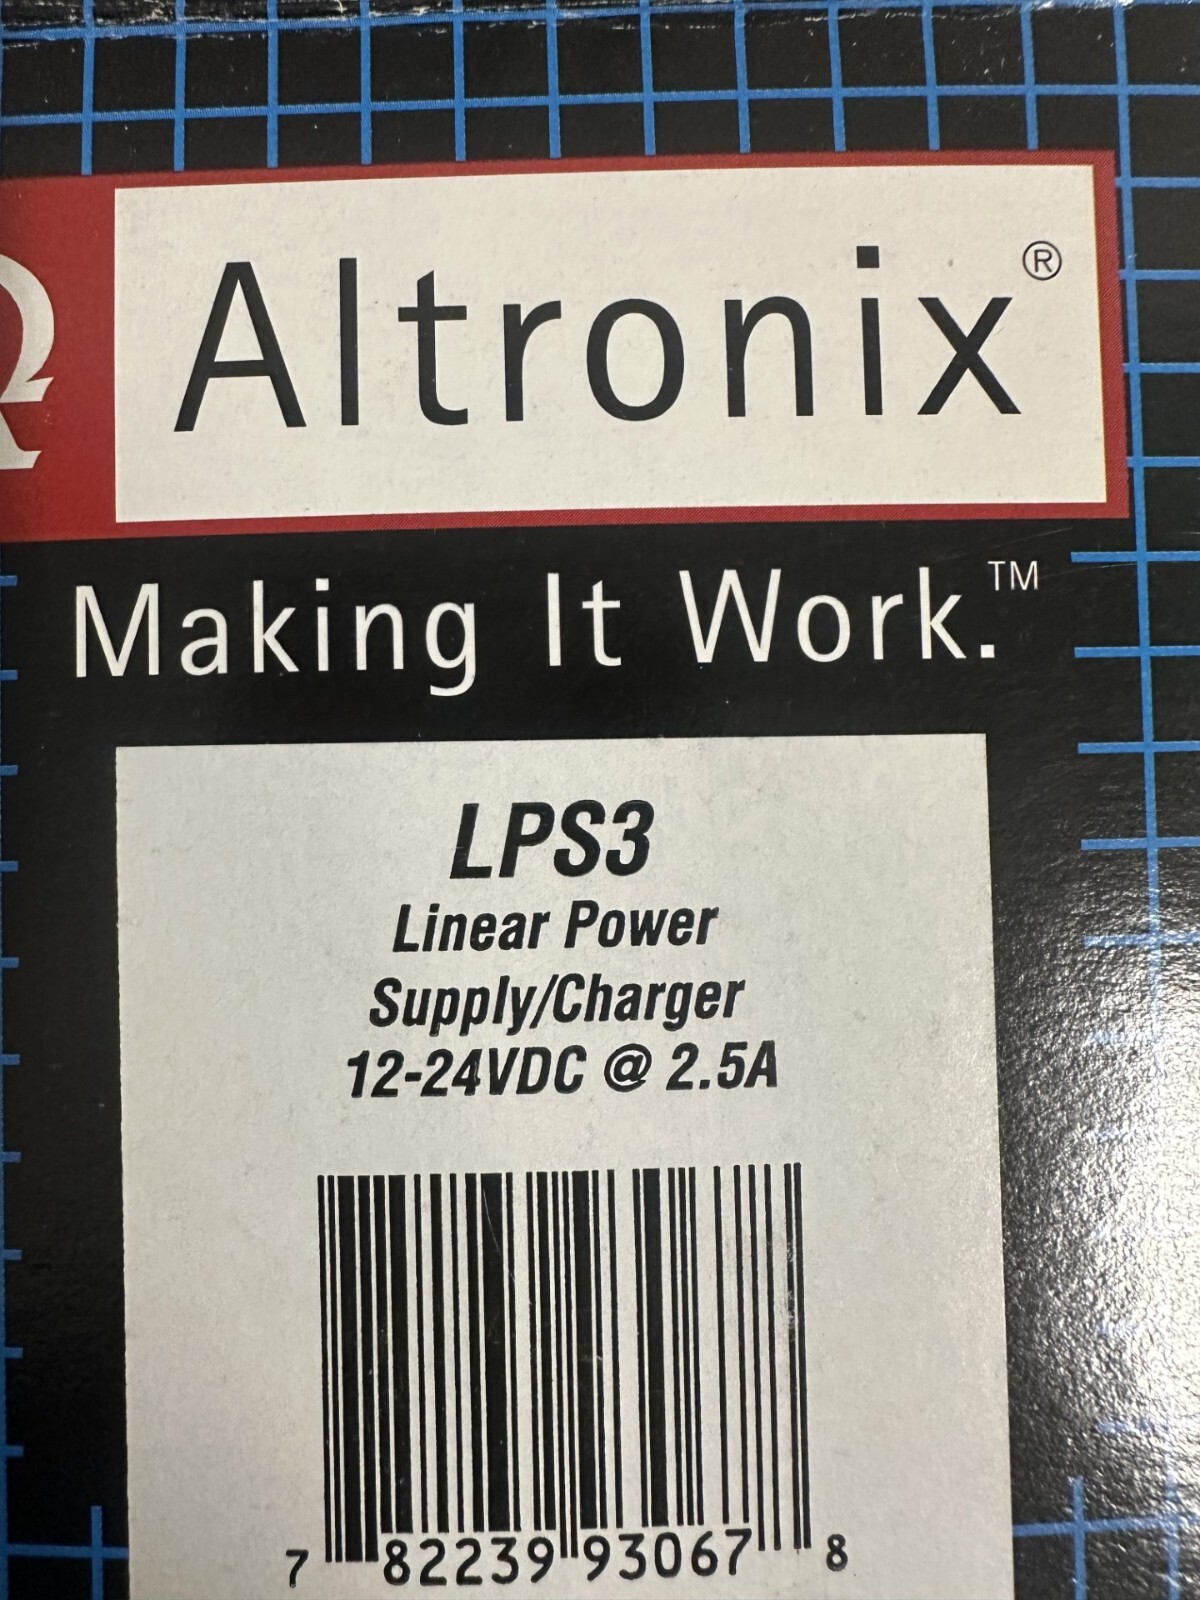 Altronix®
Making It Work.™
LPS3
Linear Power
Supply/Charger
12-24VDC @ 2.5A
7 82239 93067 8